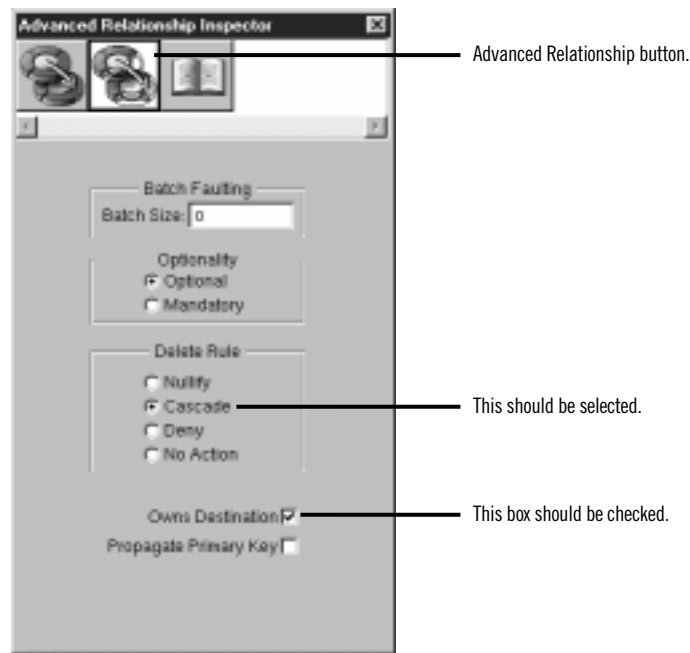 Advanced Relationship Inspector
Advanced Relationship button.
Batch Faulting
Batch Size: 0
Optionality
Optional
Mandatory
Delete Rule
Nullify
Cascade
This should be selected.
Deny
No Action
Owns Destination
This box should be checked.
Propagate Primary Key